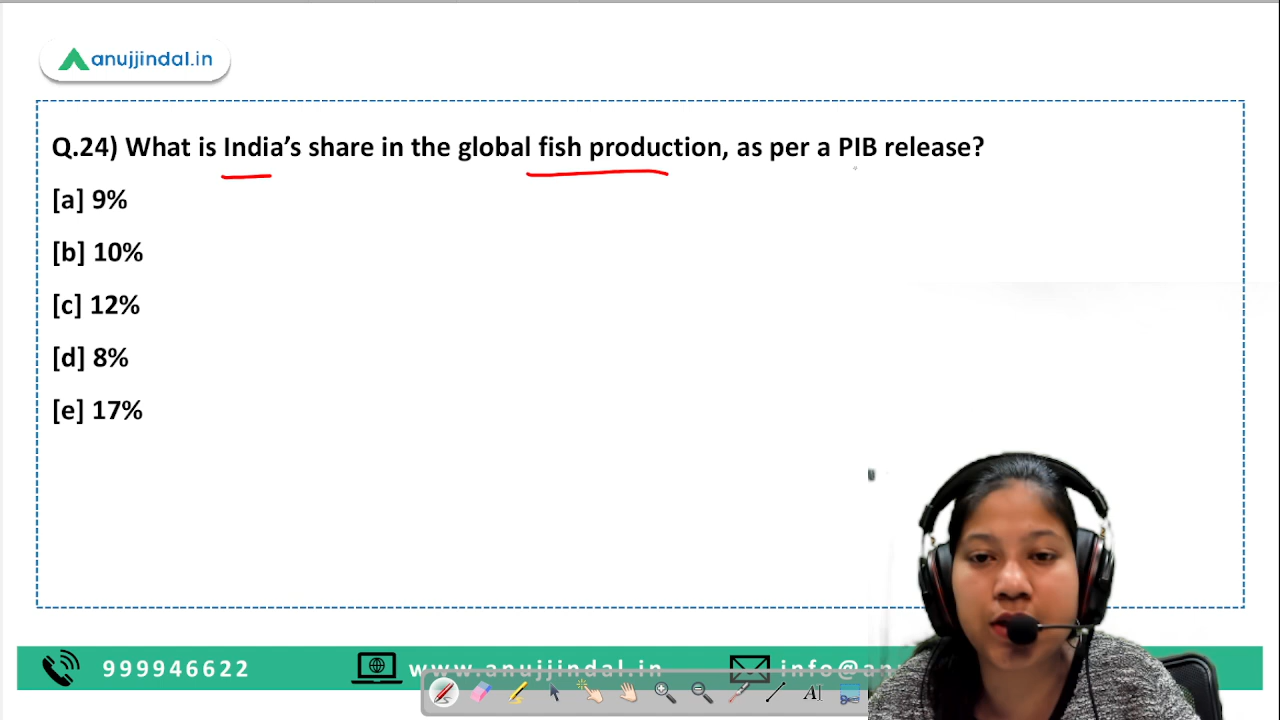 anujjindal.in
Q.24) What is India's share in the global fish production, as per a PIB release?
[a] 9%
[b] 10%
[c] 12%
[d] 8%
[e] 17%
999946622
www.anujjindal.in
info@an
A